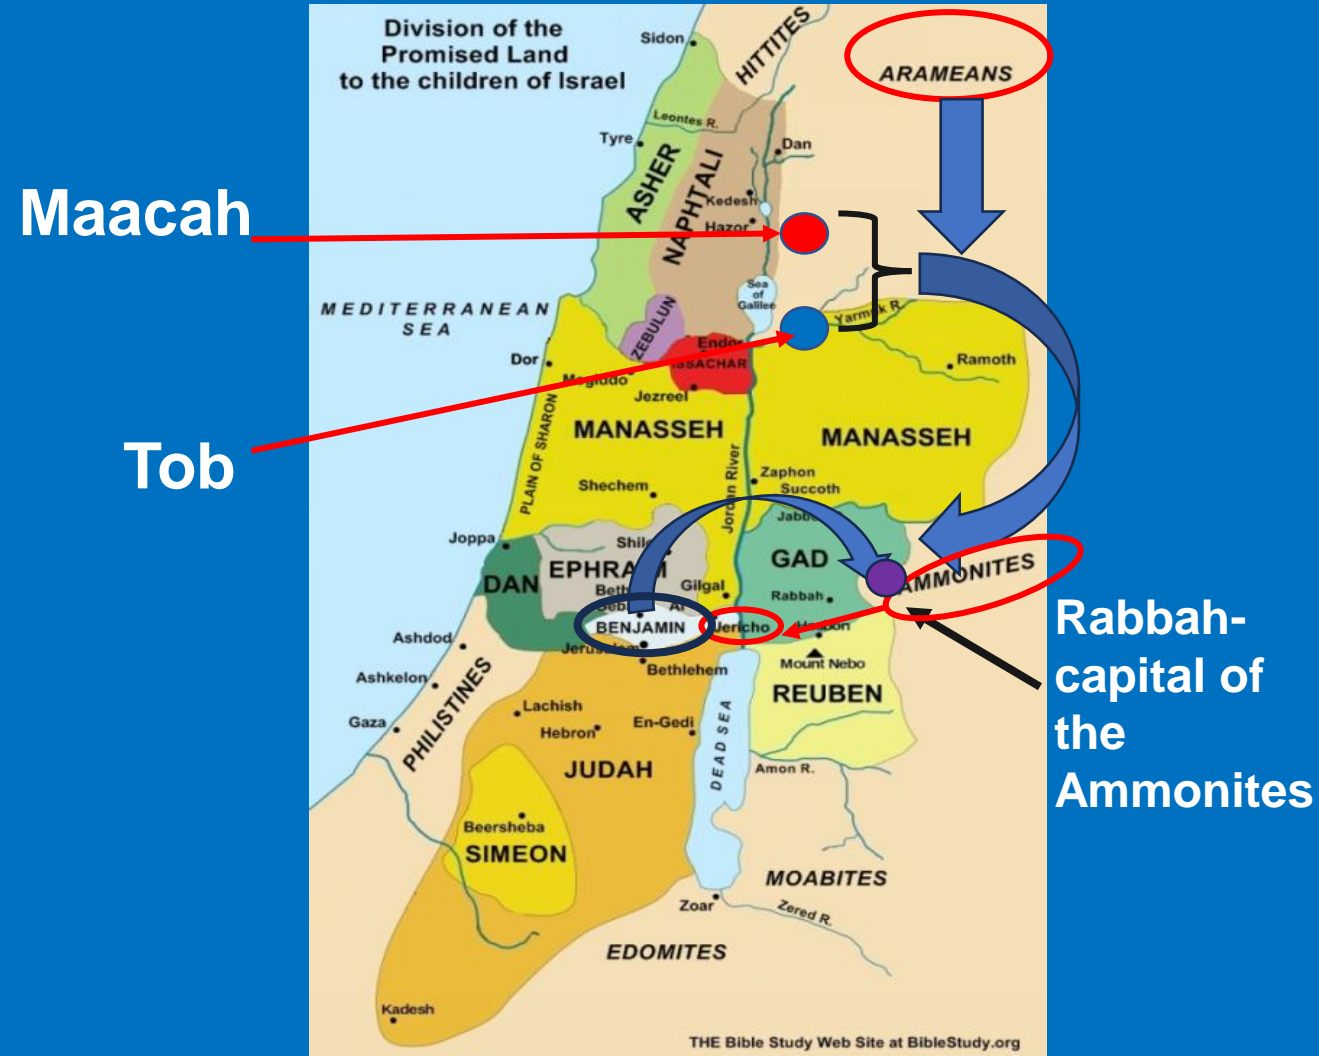 Division of the
Promised Land
to the children of Israel
Sidon
HITTITES
ARAMEANS
Leontes R.
Tyre
Dan
ASHER
NAPHTALI
Kedesh
Maacah
Hazor
Sea
of
Galilee
MEDITERRANEAN
SEA
ZEBULUN
Yarmuk R.
Endor
Dor
ISSACHAR
Ramoth
Megiddo
Jezreel
PLAIN OF SHARON
MANASSEH
MANASSEH
Tob
Jordan River
Zaphon
Shechem
Succoth
Joppa
GAD
DAN
EPHRAIM
Gilgal
AMMONITES
Rabbah
Ai
BENJAMIN
Jericho
Rabbah-
capital of
the
Ammonites
Ashdod
Jerusalem
Mount Nebo
Bethlehem
Ashkelon
REUBEN
PHILISTINES
Lachish
Gaza
En-Gedi
Hebron
DEAD SEA
JUDAH
Arnon R.
Beersheba
SIMEON
MOABITES
Zoar
Zered R.
EDOMITES
Kadesh
THE Bible Study Web Site at BibleStudy.org